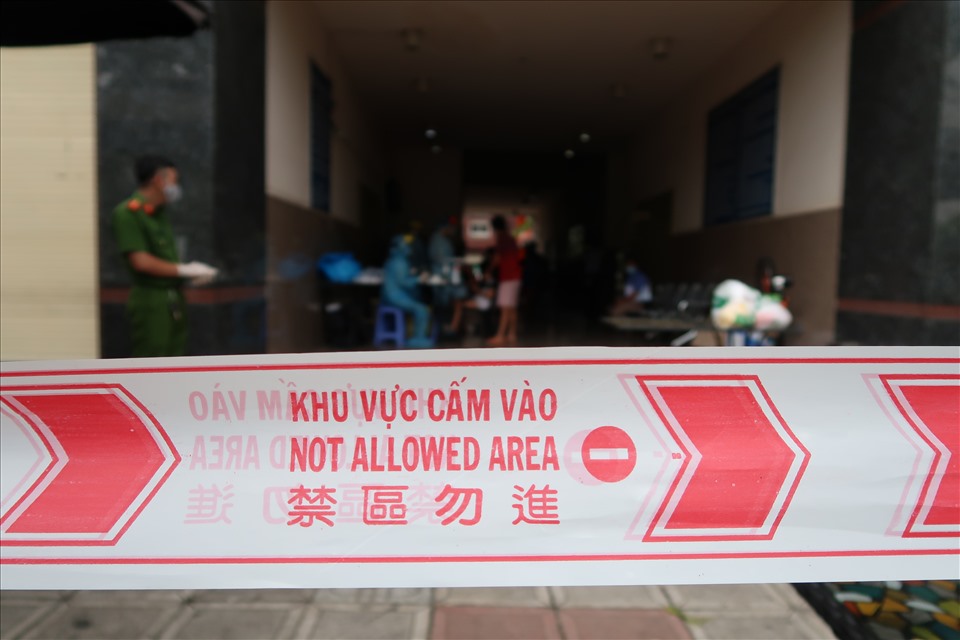 KHU VỰC CẤM VÀO
NOT ALLOWED AREA
禁區勿進